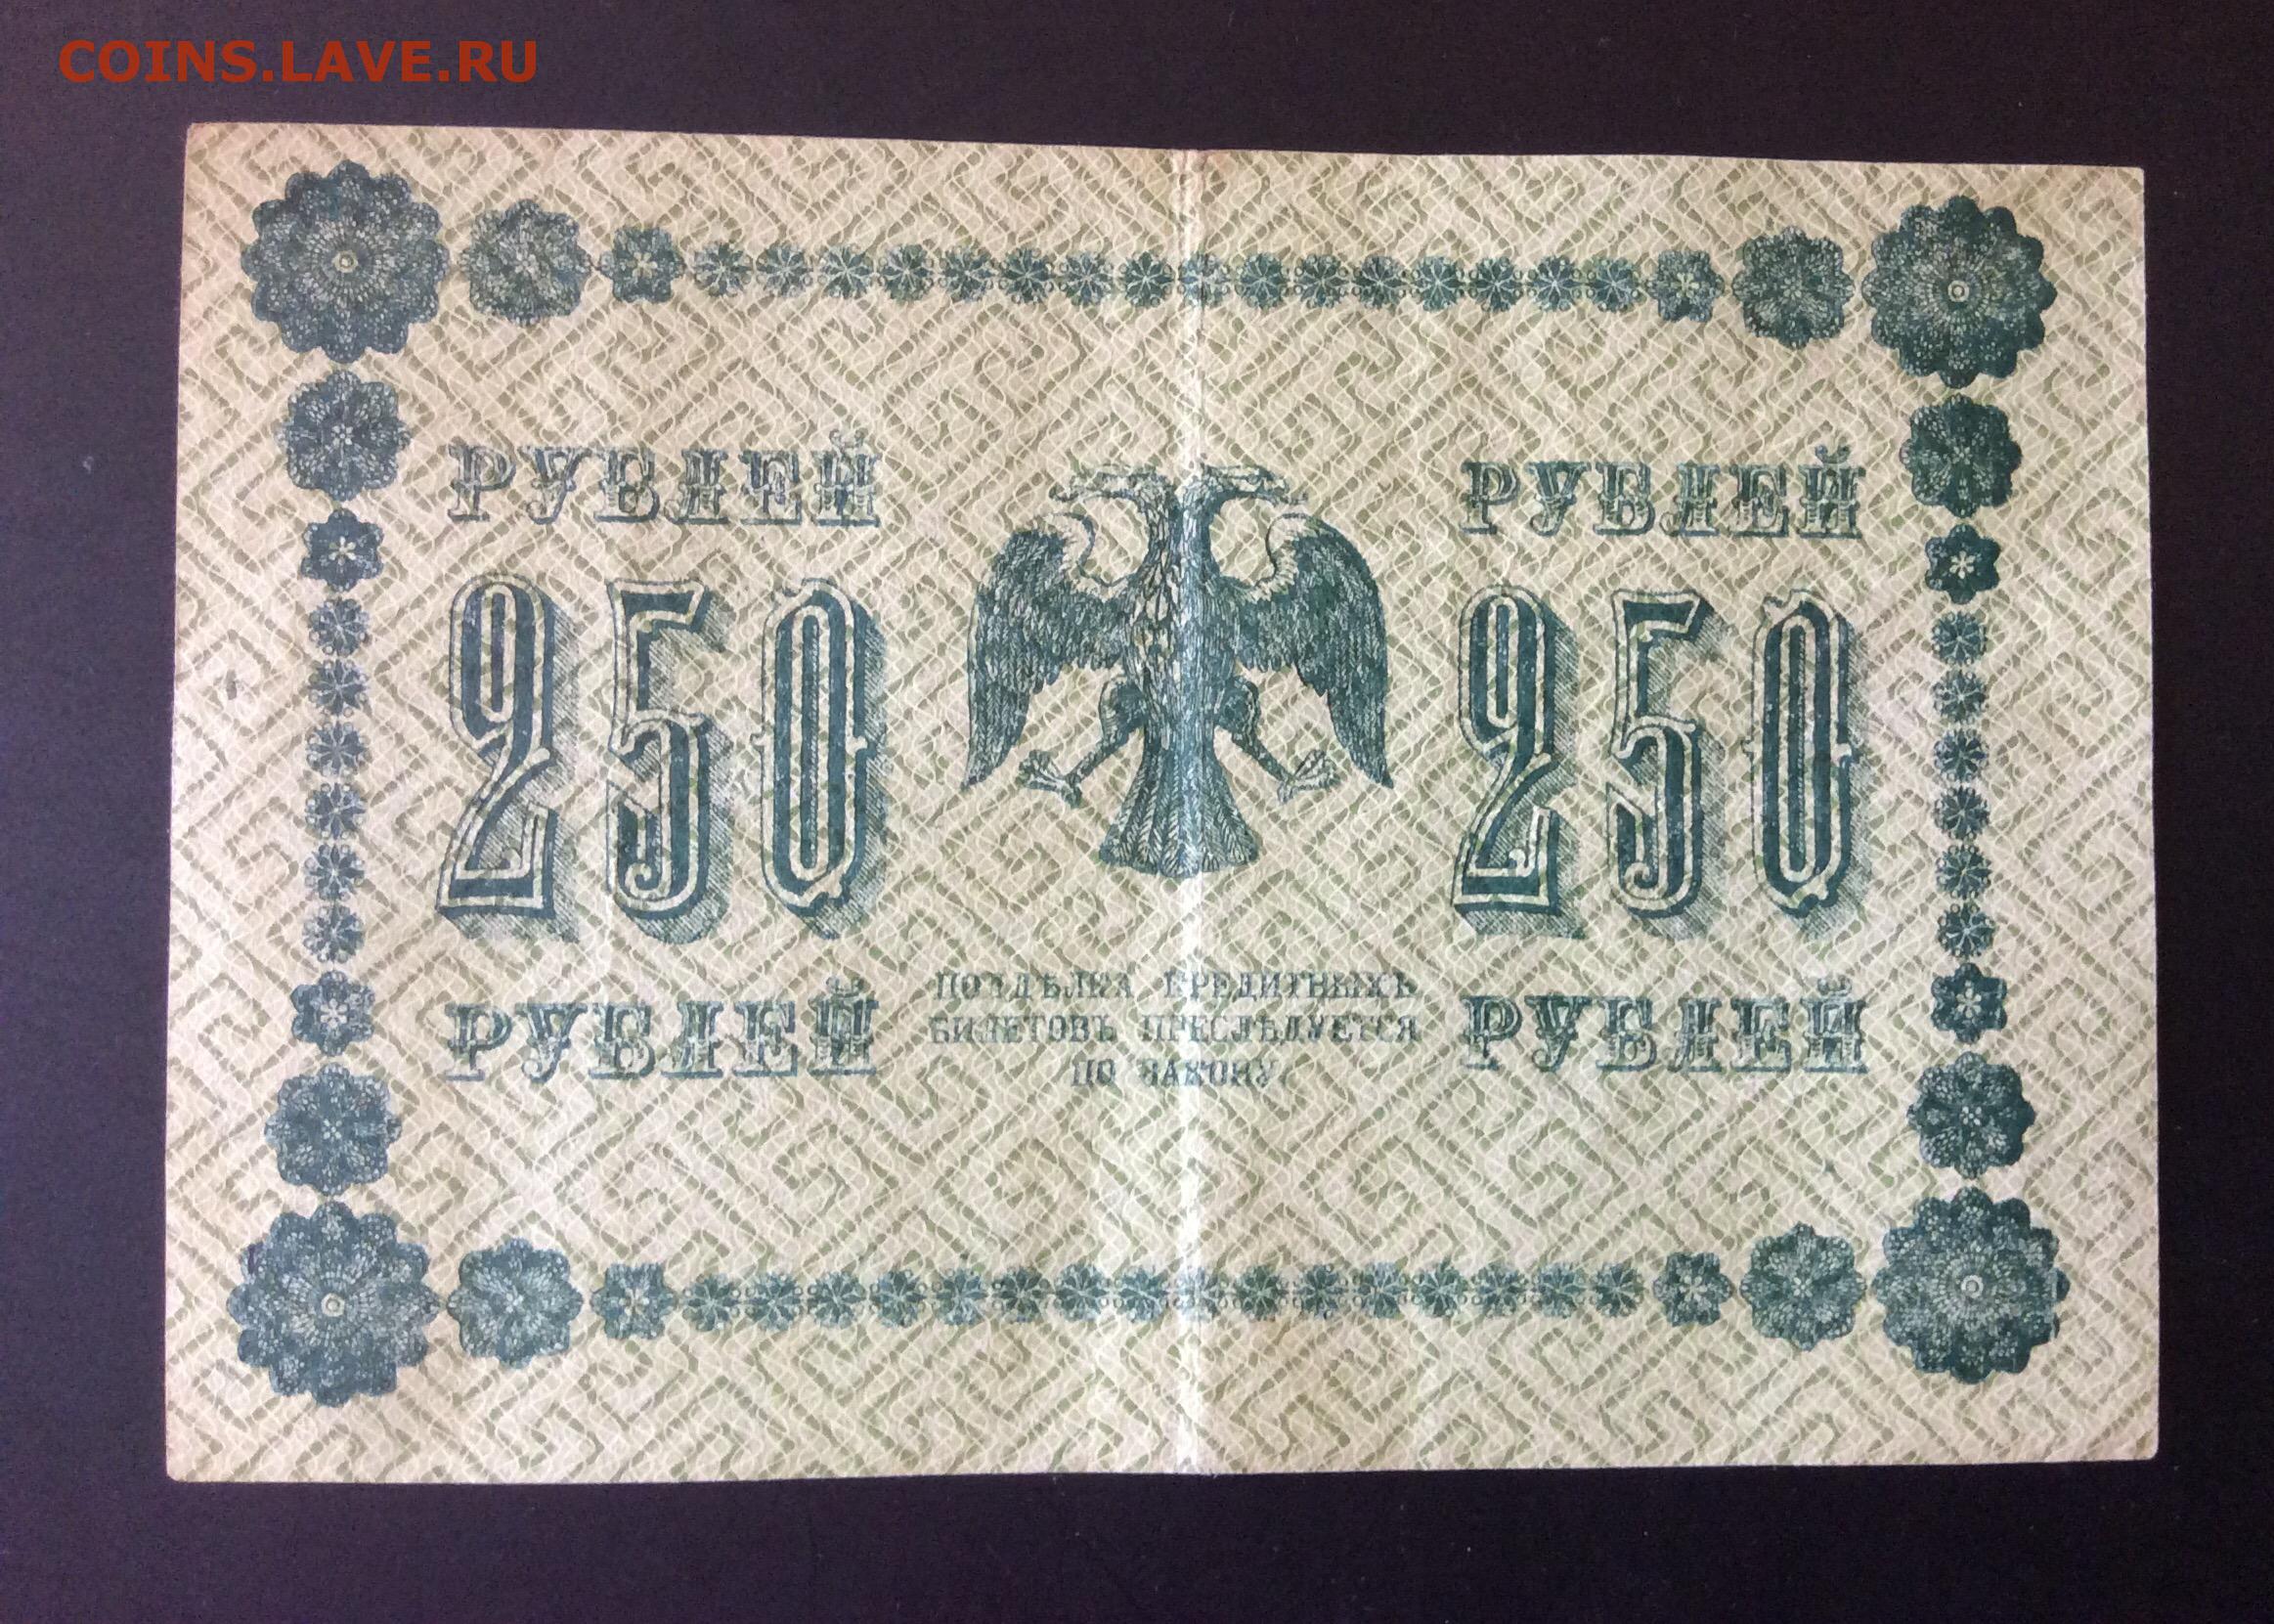 COINS.LAVE.RU
РУБЛЕЙ РУБЛЕЙ
250 250
РУБЛЕЙ РУБЛЕЙ
ПОДДѢЛКА КРЕДИТНЫХЪ
БИЛЕТОВЪ ПРЕСЛѢДУЕТСЯ
ПО ЗАКОНУ